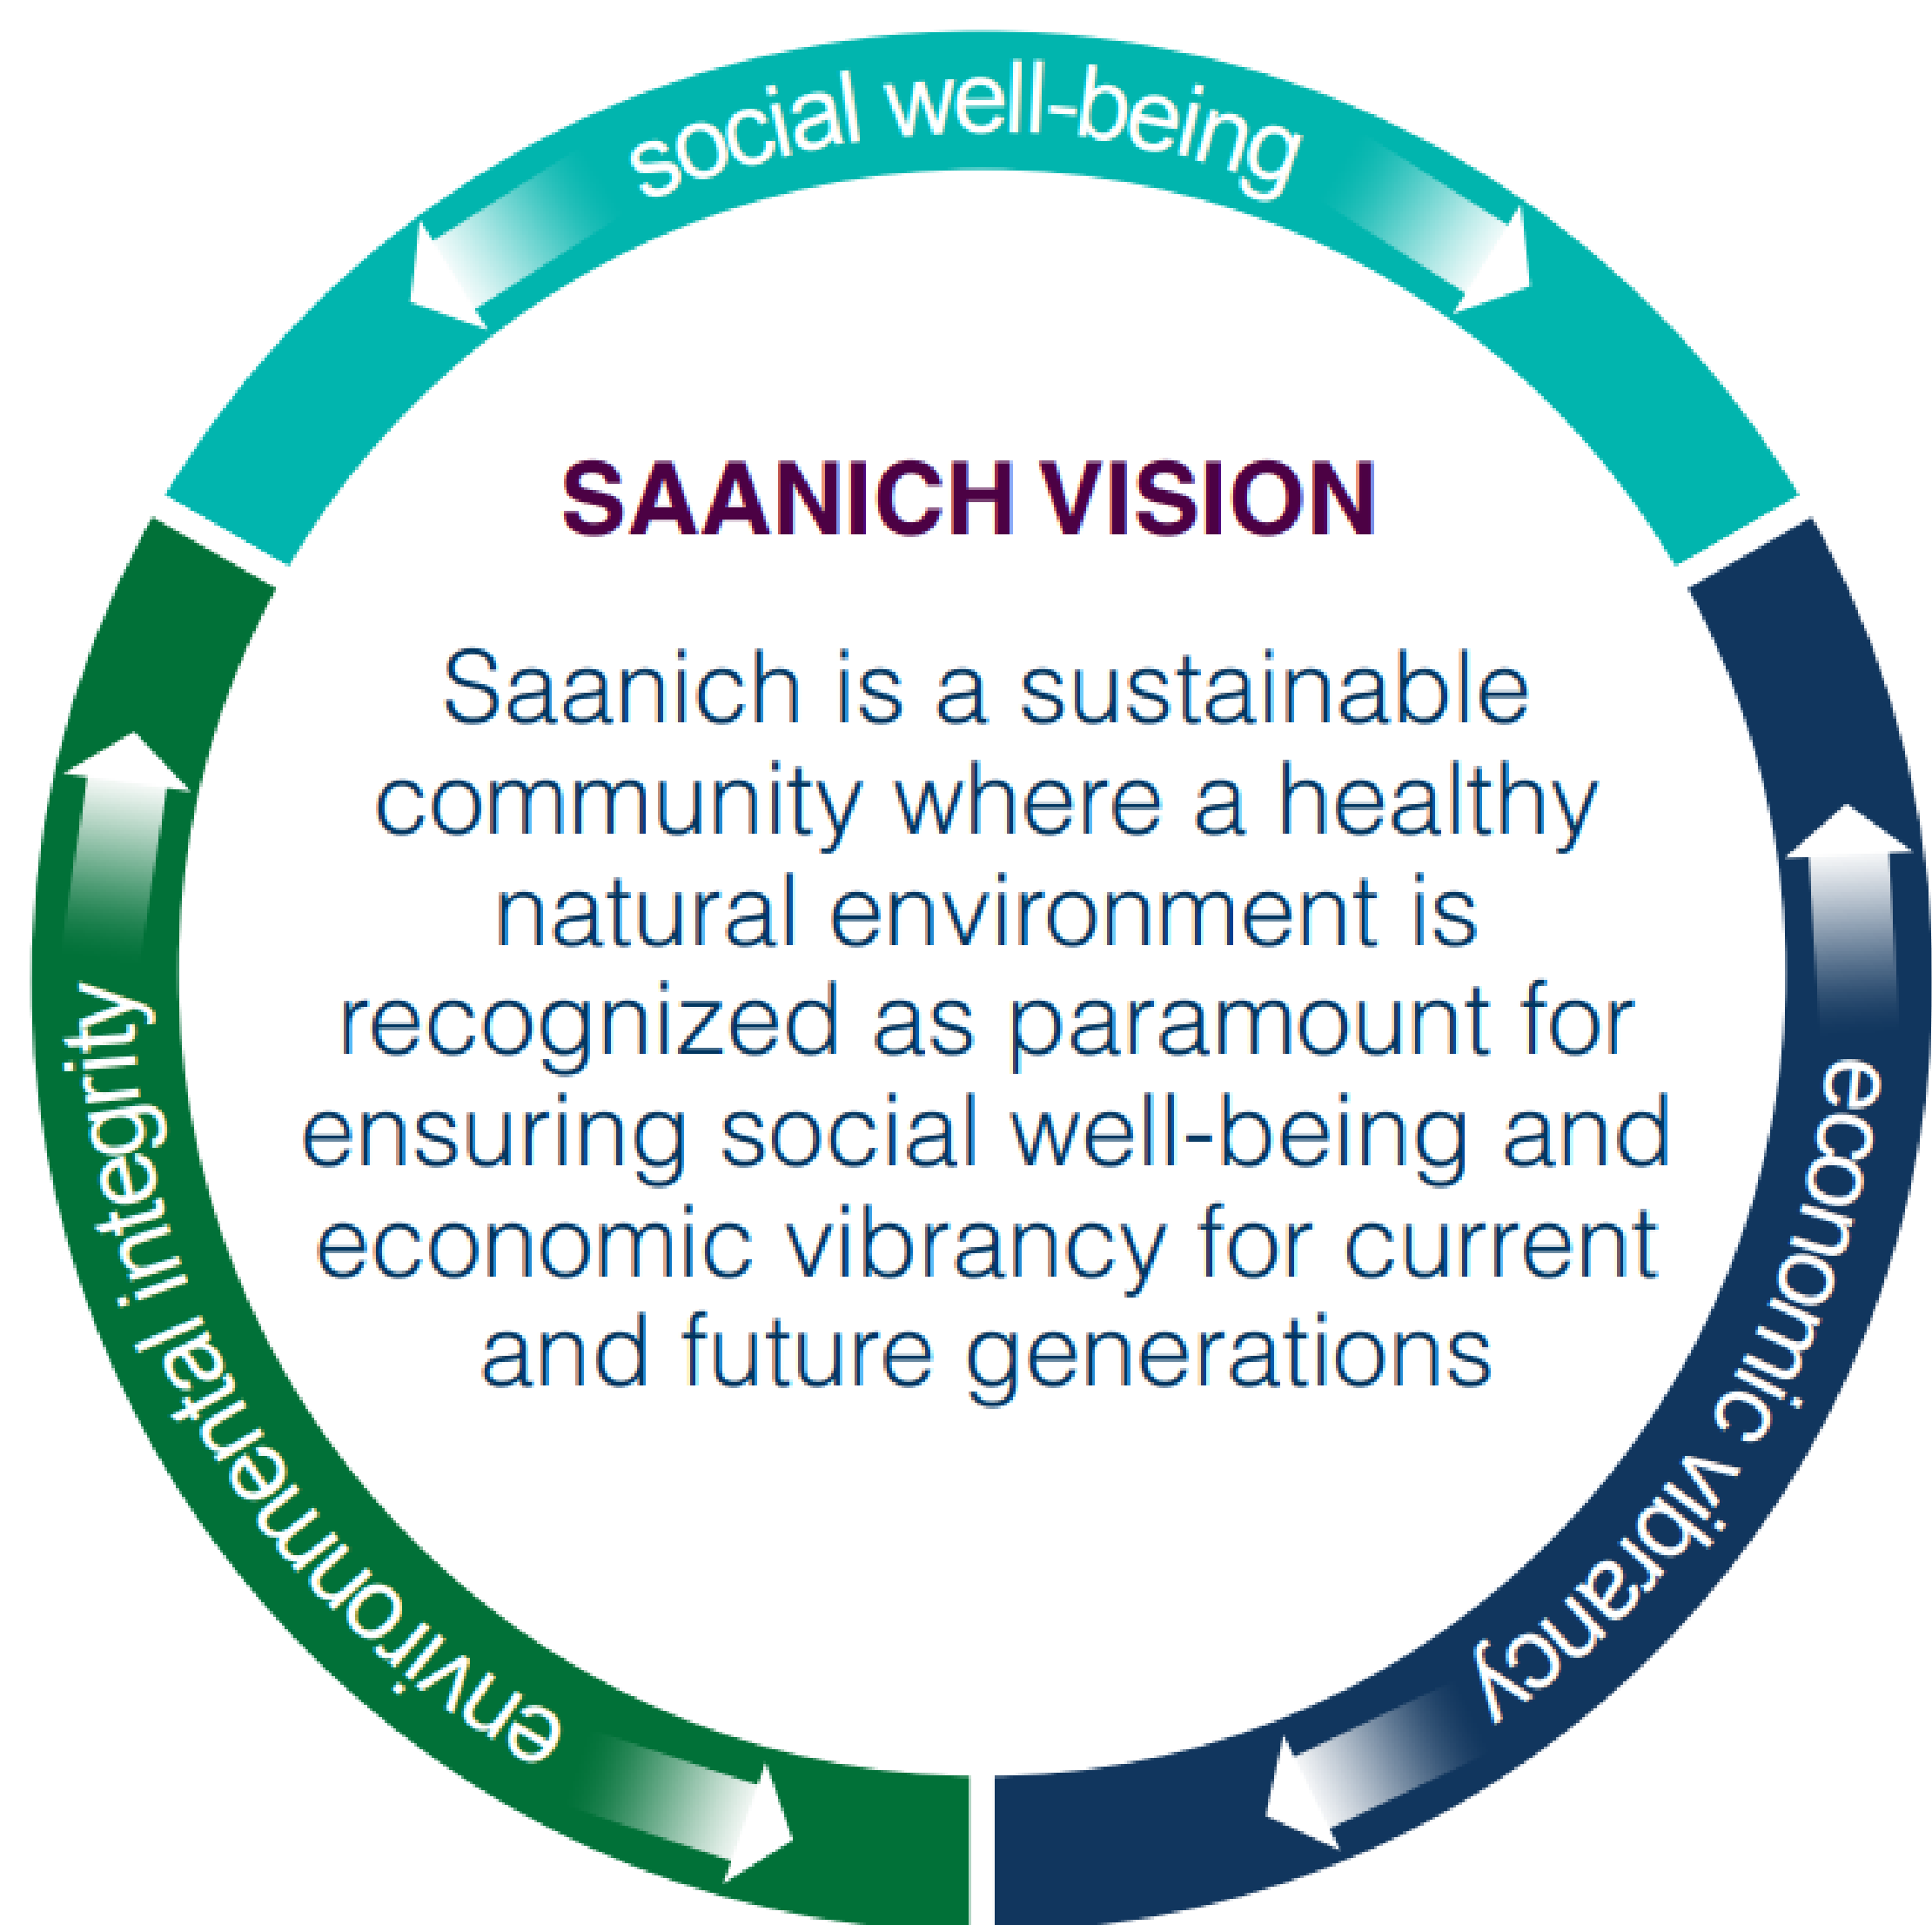 social well-being
SAANICH VISION
Saanich is a sustainable
community where a healthy
natural environment is
recognized as paramount for
ensuring social well-being and
economic vibrancy for current
and future generations
environmental integrity
economic vibrancy